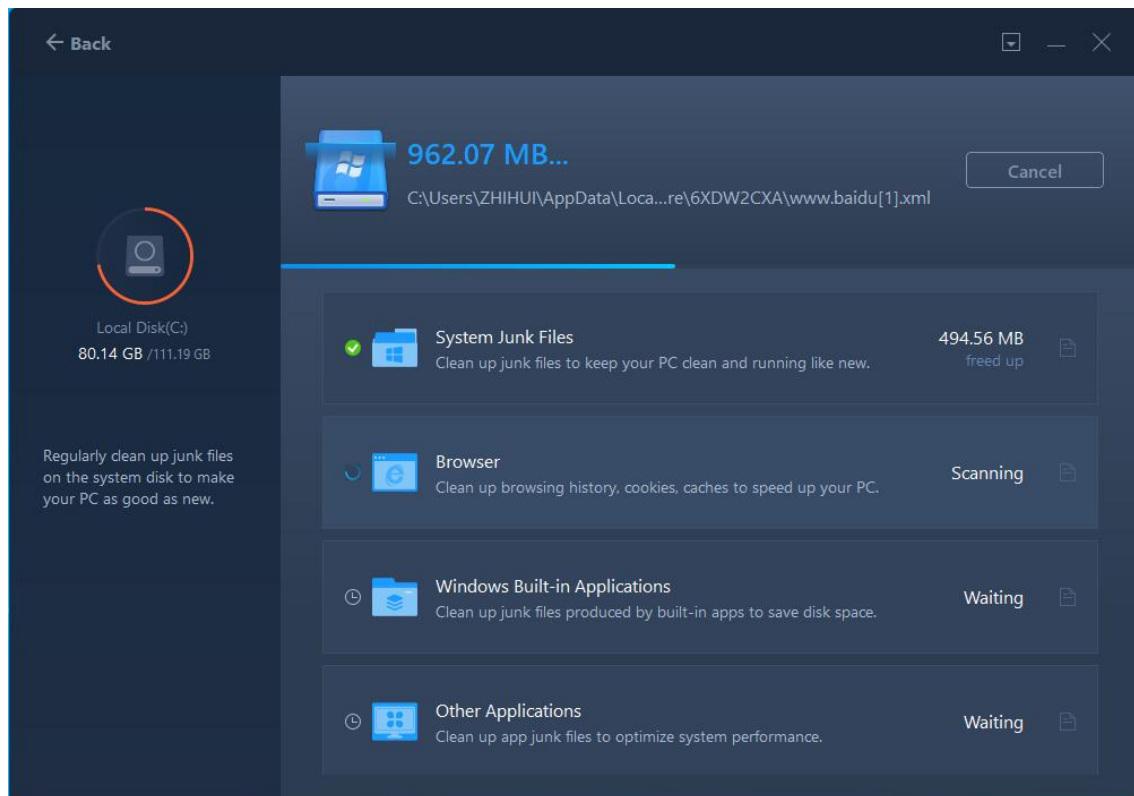 Back
962.07 MB...
Cancel
C:\Users\ZHIHUI\AppData\Loca...re\6XDW2CXA\www.baidu[1].xml
Local Disk(C:)
80.14 GB /111.19 GB
Regularly clean up junk files
on the system disk to make
your PC as good as new.
System Junk Files
Clean up junk files to keep your PC clean and running like new.
494.56 MB
freed up
Browser
Clean up browsing history, cookies, caches to speed up your PC.
Scanning
Windows Built-in Applications
Clean up junk files produced by built-in apps to save disk space.
Waiting
Other Applications
Clean up app junk files to optimize system performance.
Waiting